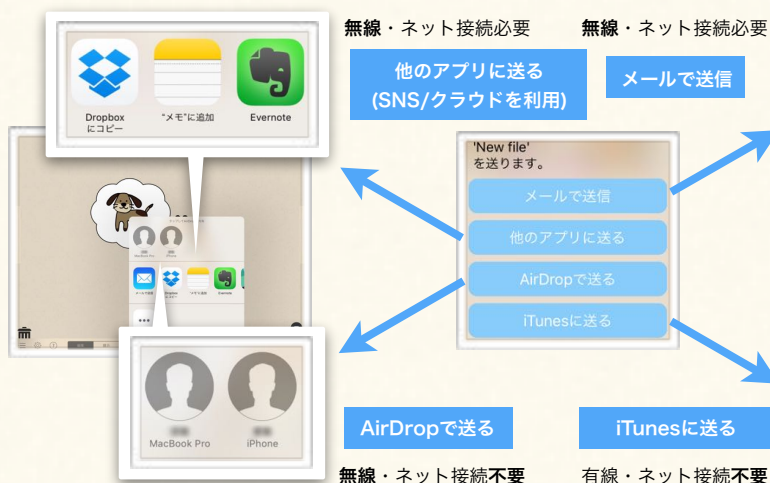 無線・ネット接続必要
無線・ネット接続必要
他のアプリに送る
(SNS/クラウドを利用)
メールで送信
Dropbox
にコピー
"メモ"に追加
Evernote
'New file'
を送ります。
メールで送信
他のアプリに送る
AirDropで送る
iTunesに送る
MacBook Pro
iPhone
AirDropで送る
iTunesに送る
無線・ネット接続不要
有線・ネット接続不要